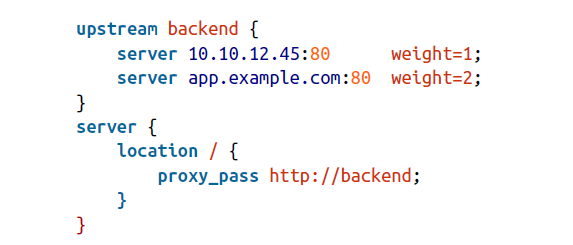 upstream backend {
    server 10.10.12.45:80      weight=1;
    server app.example.com:80  weight=2;
}
server {
    location / {
        proxy_pass http://backend;
    }
}